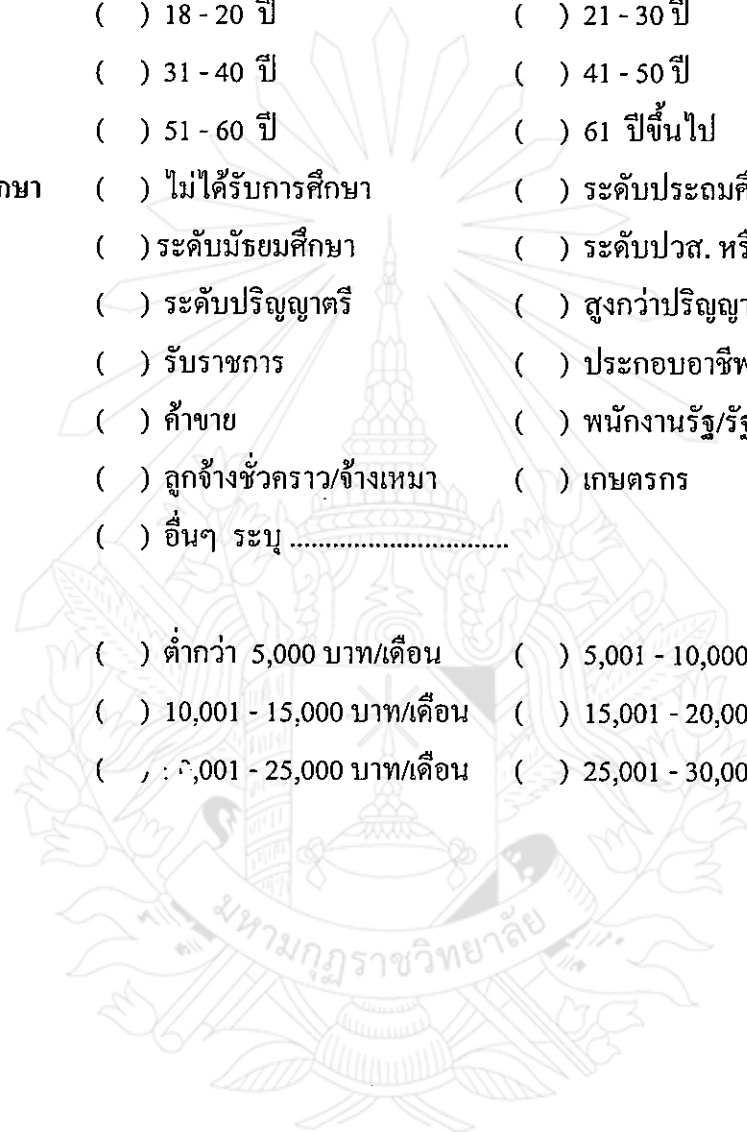 ( ) 18 - 20 ปี ( ) 21 - 30 ปี
( ) 31 - 40 ปี ( ) 41 - 50 ปี
( ) 51 - 60 ปี ( ) 61 ปีขึ้นไป
กษา ( ) ไม่ได้รับการศึกษา ( ) ระดับประถมศึ
( ) ระดับมัธยมศึกษา ( ) ระดับปวส. หรื
( ) ระดับปริญญาตรี ( ) สูงกว่าปริญญา
( ) รับราชการ ( ) ประกอบอาชีพ
( ) ค้าขาย ( ) พนักงานรัฐ/รัฐ
( ) ลูกจ้างชั่วคราว/จ้างเหมา ( ) เกษตรกร
( ) อื่นๆ ระบุ ...............................
( ) ต่ำกว่า 5,000 บาท/เดือน ( ) 5,001 - 10,000
( ) 10,001 - 15,000 บาท/เดือน ( ) 15,001 - 20,00
( ,001 - 25,000 บาท/เดือน ( ) 25,001 - 30,00
มหามกุฏราชวิทยาลัย